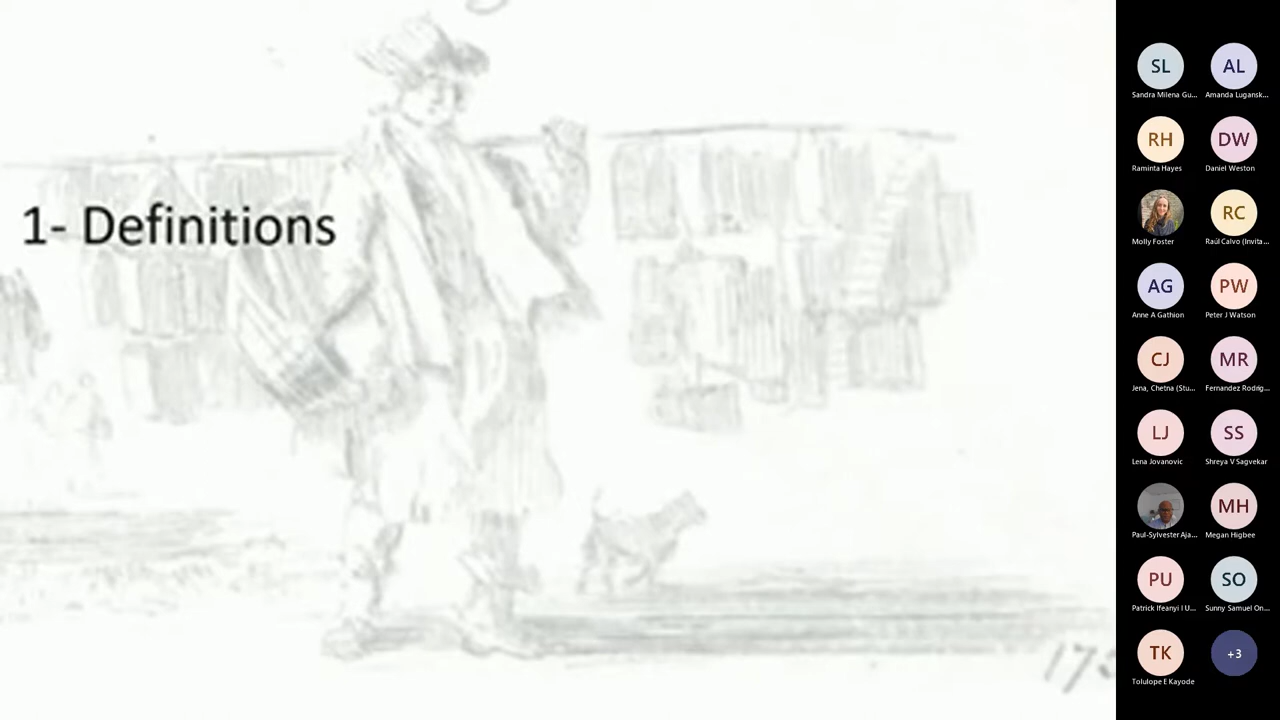 1- Definitions
SL
AL
Sandra Milena Gu...
Amanda Lugansk...
RH
DW
Raminta Hayes
Daniel Weston
RC
Molly Foster
Raúl Calvo (Invita...
AG
PW
Anne A Gathion
Peter J Watson
CJ
MR
Jena, Chetna (Stu...
Fernandez Rodrig...
LJ
SS
Lena Jovanovic
Shreya V Sagvekar
MH
Paul-Sylvester Aja...
Megan Higbee
PU
SO
Patrick Ifeanyi I U...
Sunny Samuel On...
TK
+3
Tolulope E Kayode